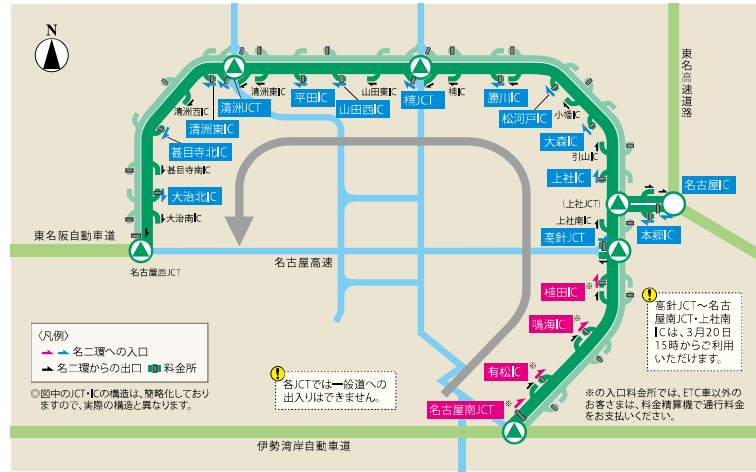 N
清洲JCT
清洲東IC
平田IC
山田東IC
楠IC
清洲西IC
清洲東IC
山田西IC
楠JCT
勝川IC
松河戸IC
小幡IC
大森IC
引山IC
東名高速道路
甚目寺北IC
甚目寺南IC
大治北IC
大治南IC
上社IC
名古屋IC
(上社JCT)
上社南IC
本郷IC
高針JCT
東名阪自動車道
名古屋西JCT
名古屋高速
植田IC
※
鳴海IC
※
有松IC
※
名古屋南JCT
※
!
高針JCT～名古
屋南JCT・上社南
ICは、3月20日
15時からご利用
いただけます。
〈凡例〉
名二環への入口
名二環からの出口
料金所
◎図中のJCT・ICの構造は、簡略化しており
ますので、実際の構造と異なります。
!
各JCTでは一般道への
出入りはできません。
※の入口料金所では、ETC車以外の
お客さまは、料金精算機で通行料金
をお支払いください。
伊勢湾岸自動車道